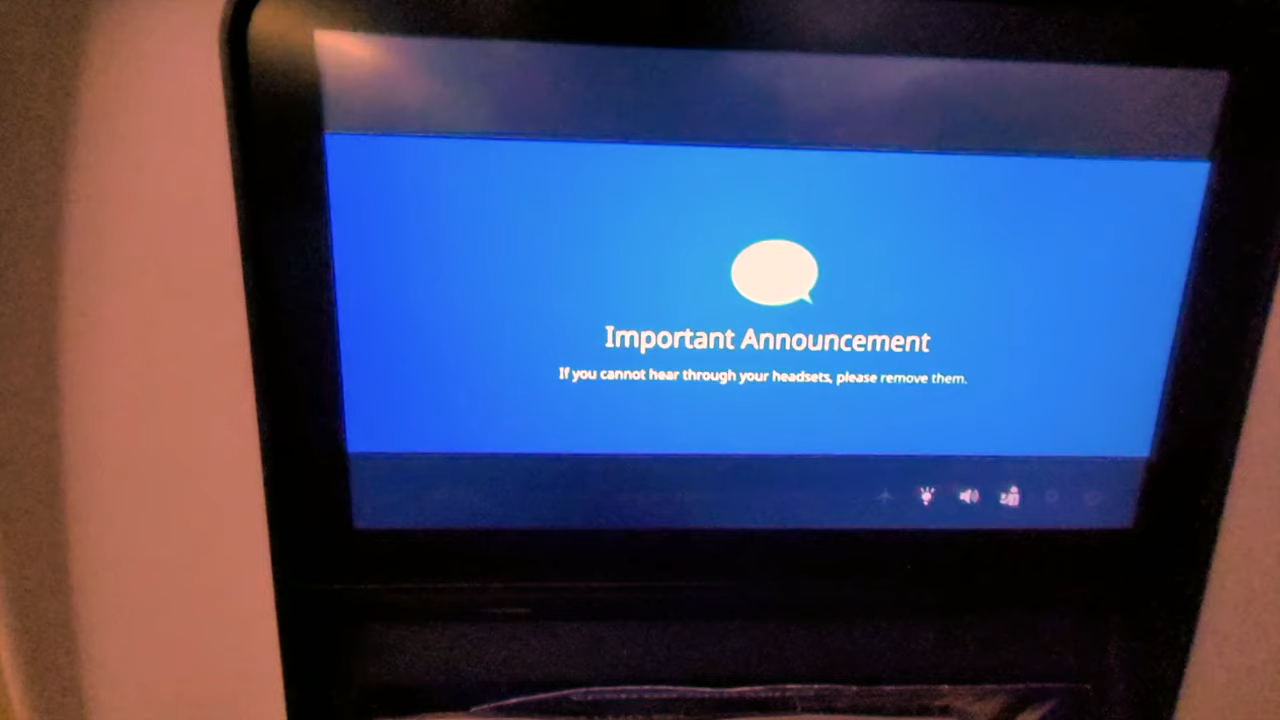 Important Announcement
If you cannot hear through your headsets, please remove them.